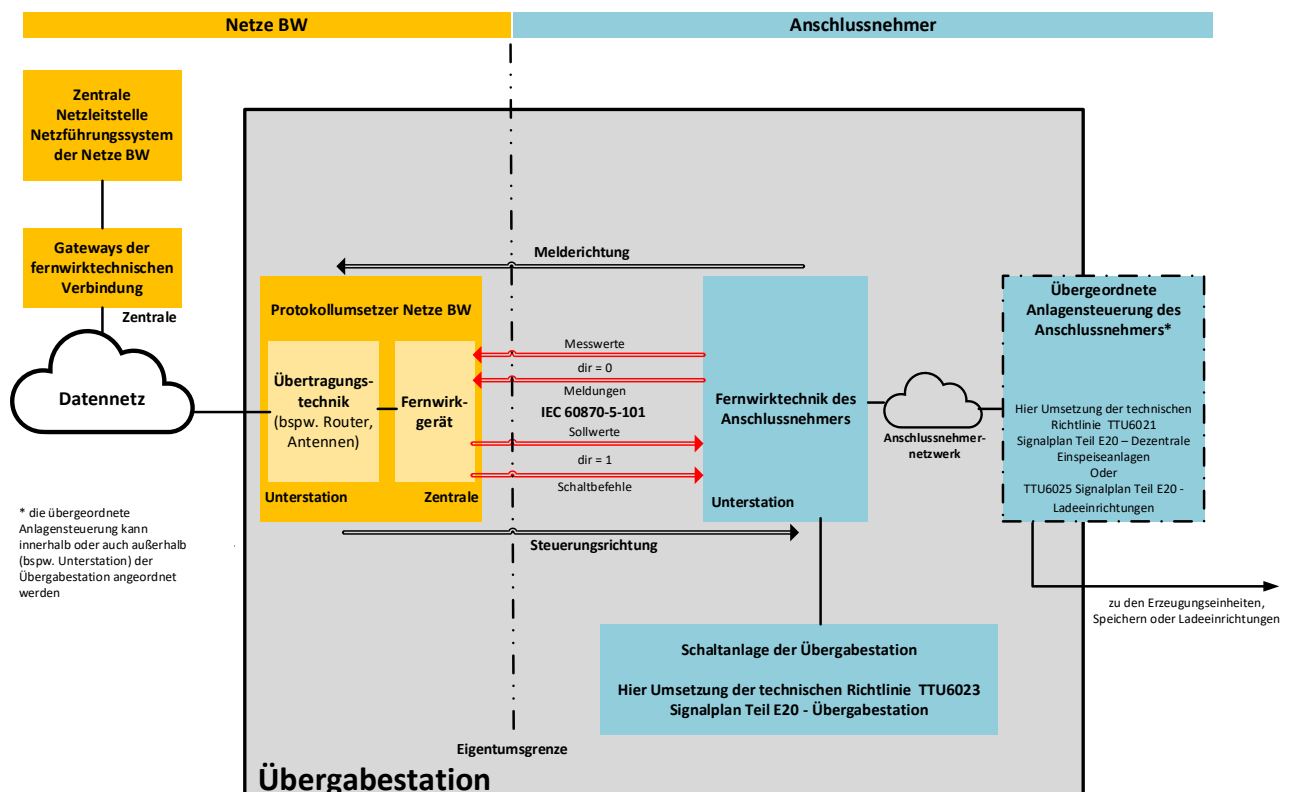 Netze BW
Anschlussnehmer
Zentrale
Netzleitstelle
Netzführungssystem
der Netze BW
Gateways der
fernwirktechnischen
Verbindung
Zentrale
Datennetz
Melderichtung
Protokollumsetzer Netze BW
Übertragungs-
technik
(bspw. Router,
Antennen)
Fernwirk-
gerät
Unterstation
Zentrale
Messwerte
dir = 0
Meldungen
IEC 60870-5-101
Sollwerte
dir = 1
Schaltbefehle
Steuerungsrichtung
Fernwirktechnik des
Anschlussnehmers
Unterstation
Anschlussnehmer-
netzwerk
Übergeordnete
Anlagensteuerung des
Anschlussnehmers*
Hier Umsetzung der technischen
Richtlinie TTU6021
Signalplan Teil E20 – Dezentrale
Einspeiseanlagen
Oder
TTU6025 Signalplan Teil E20 -
Ladeeinrichtungen
* die übergeordnete
Anlagensteuerung kann
innerhalb oder auch außerhalb
(bspw. Unterstation) der
Übergabestation angeordnet
werden
zu den Erzeugungseinheiten,
Speichern oder Ladeeinrichtungen
Schaltanlage der Übergabestation
Hier Umsetzung der technischen Richtlinie TTU6023
Signalplan Teil E20 - Übergabestation
Eigentumsgrenze
Übergabestation